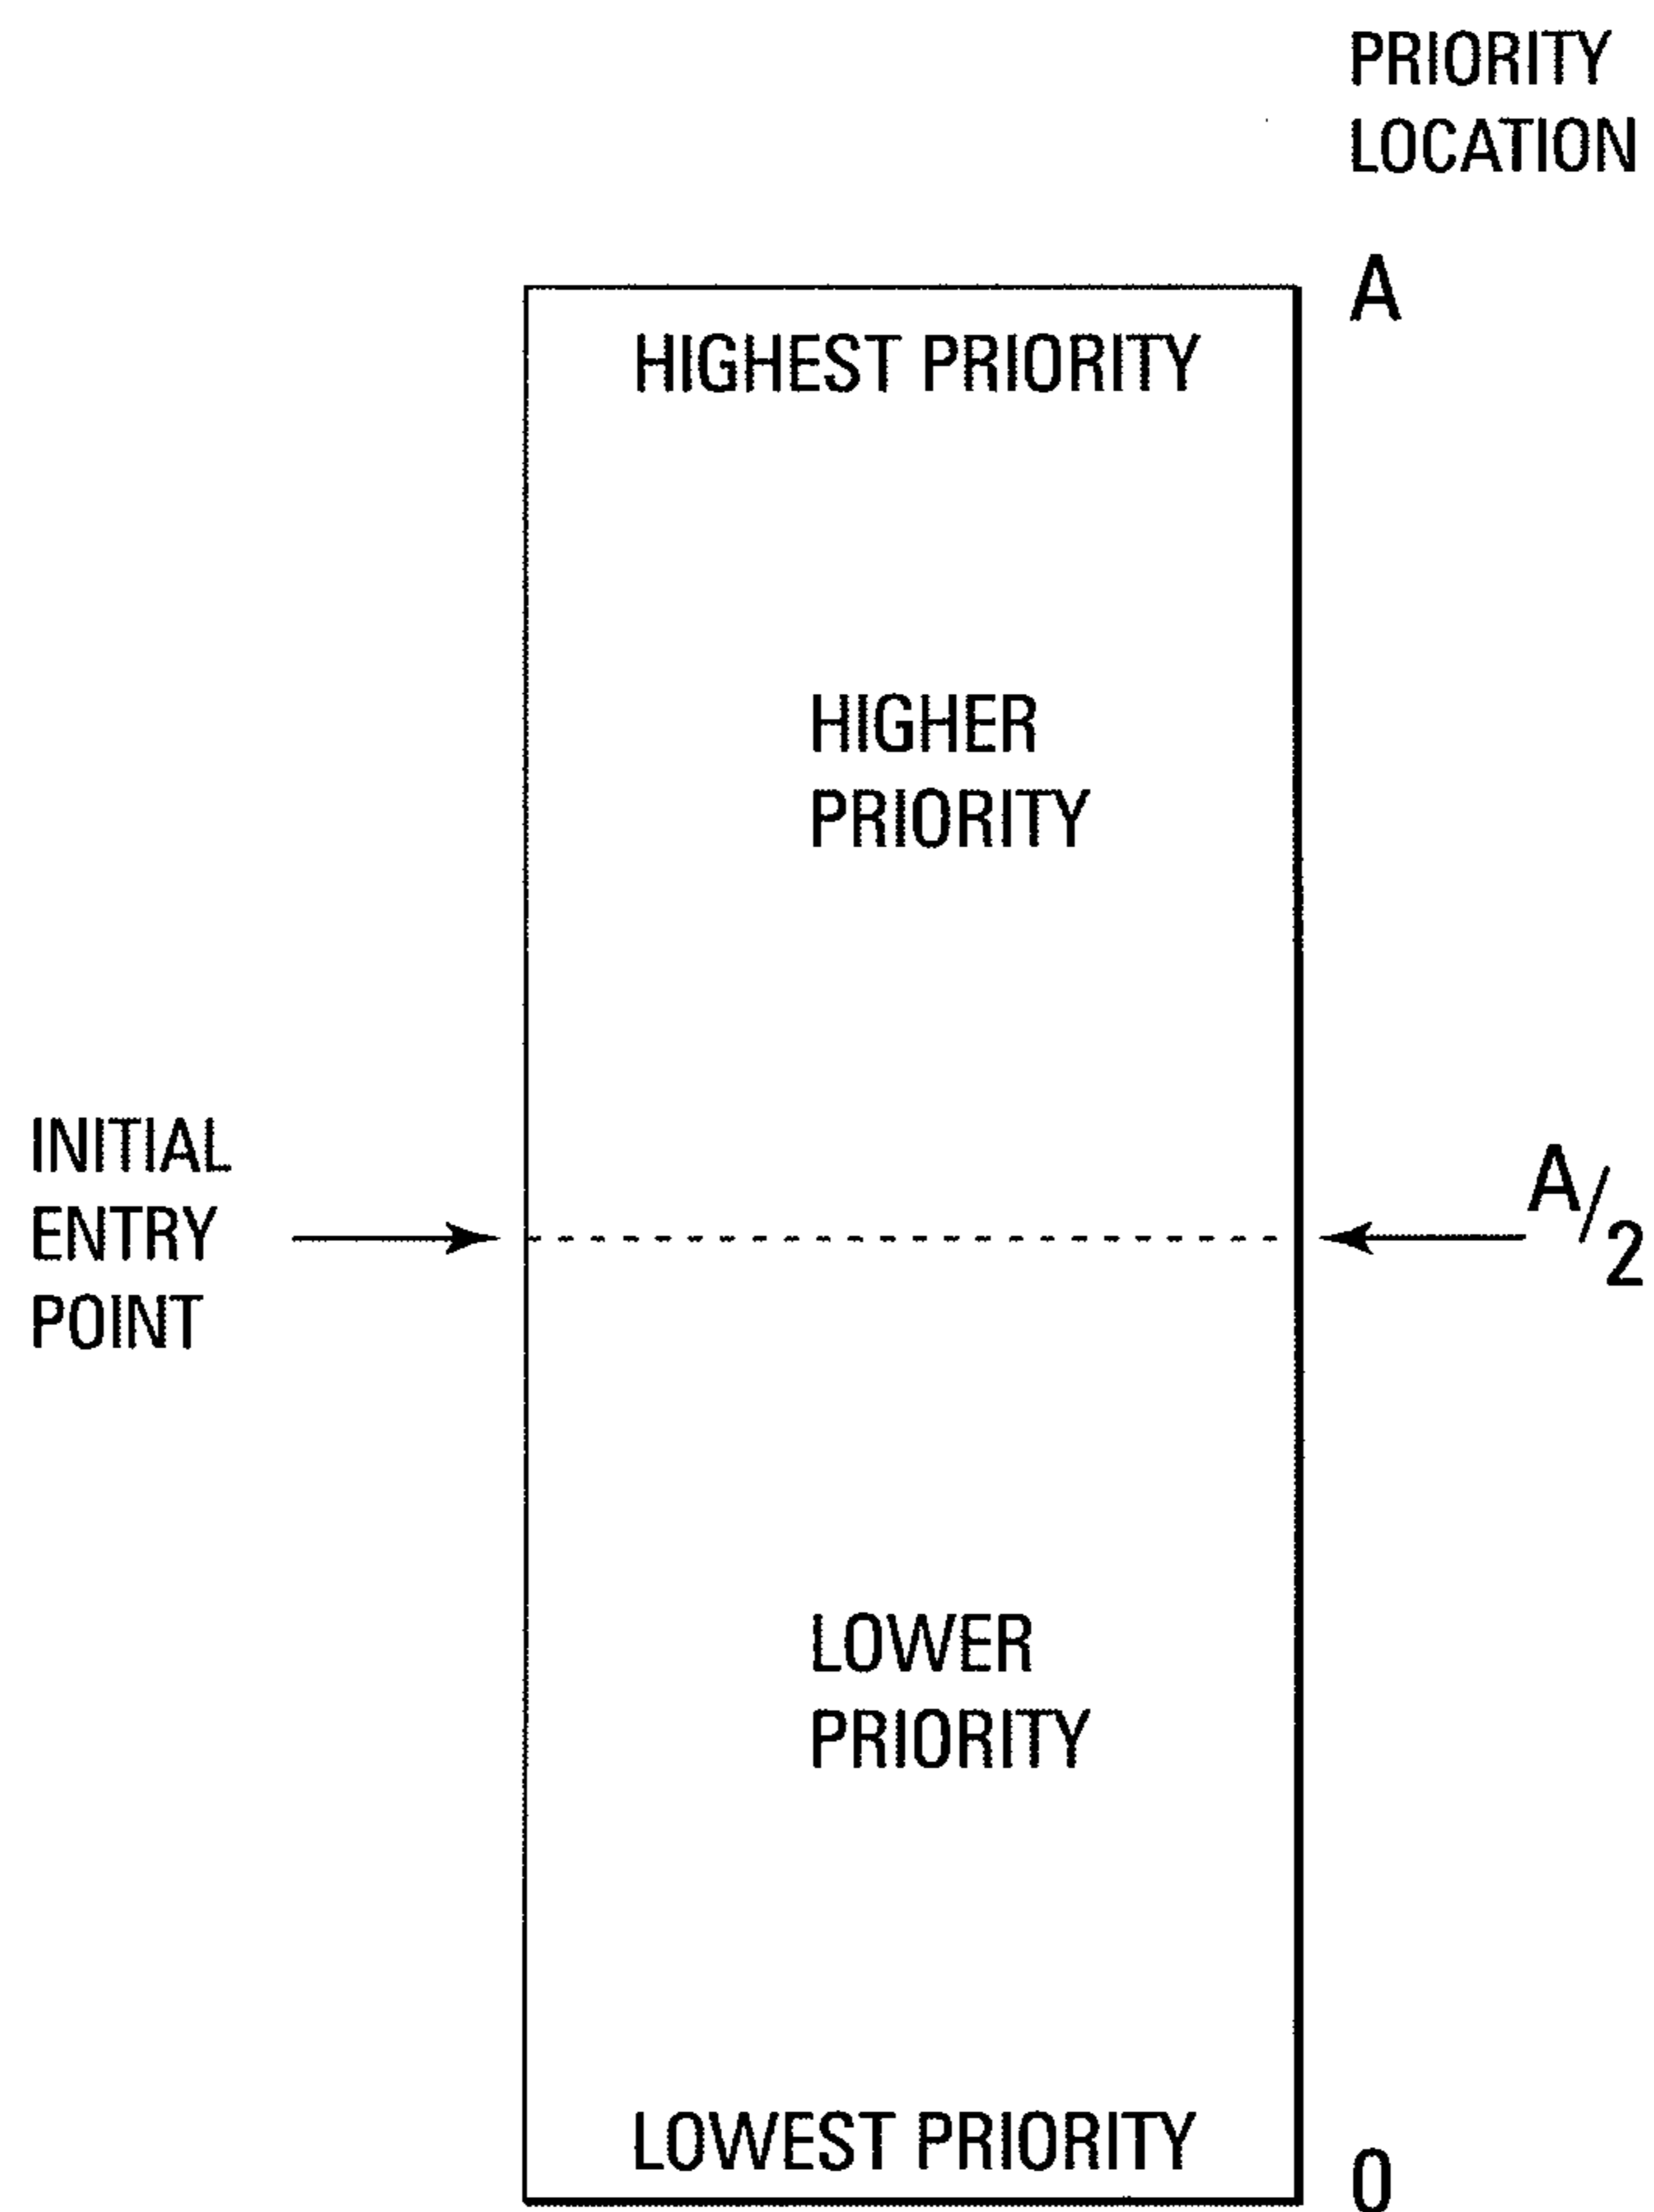 PRIORITY
LOCATION
A
HIGHEST PRIORITY
HIGHER
PRIORITY
INITIAL
ENTRY
POINT
A/2
LOWER
PRIORITY
LOWEST PRIORITY
0